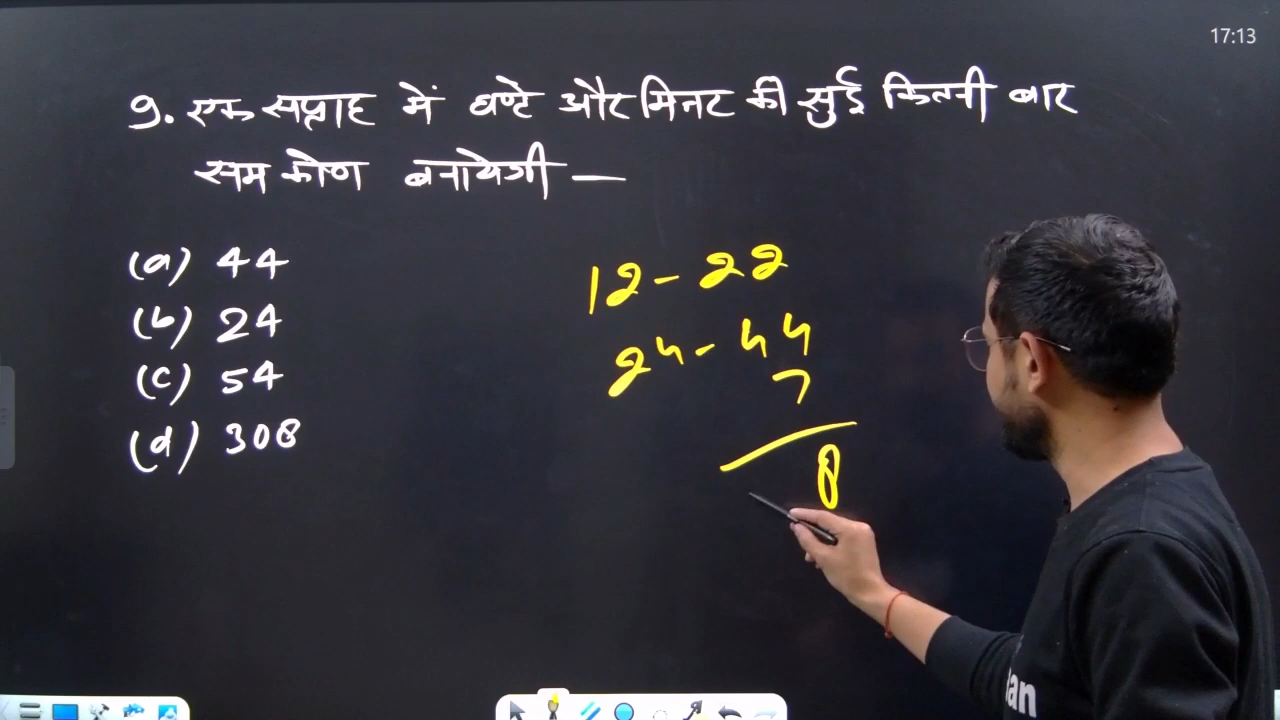 17:13
9. एक सप्ताह में घण्टे और मिनट की सुई कितनी बार
समकोण बनायेगी —
(a) 44
(b) 24
(c) 54
(d) 308
12 - 22
24 - 44
7
8